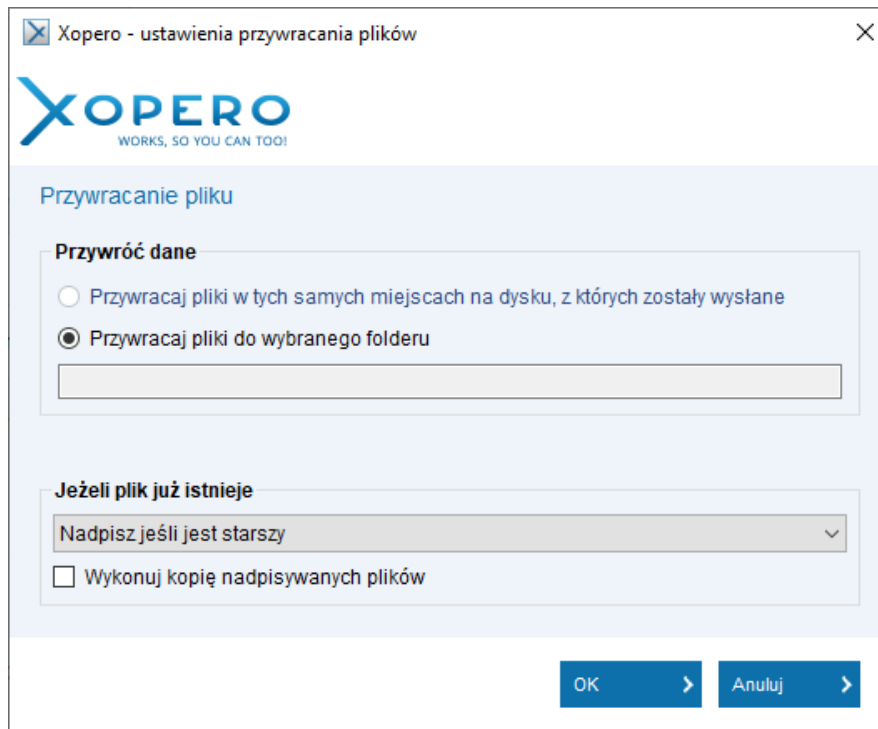 Xopero - ustawienia przywracania plików
XOPERO
WORKS, SO YOU CAN TOO!
Przywracanie pliku
Przywróć dane
Przywracaj pliki w tych samych miejscach na dysku, z których zostały wysłane
Przywracaj pliki do wybranego folderu
Jeżeli plik już istnieje
Nadpisz jeśli jest starszy
Wykonuj kopię nadpisywanych plików
OK
Anuluj